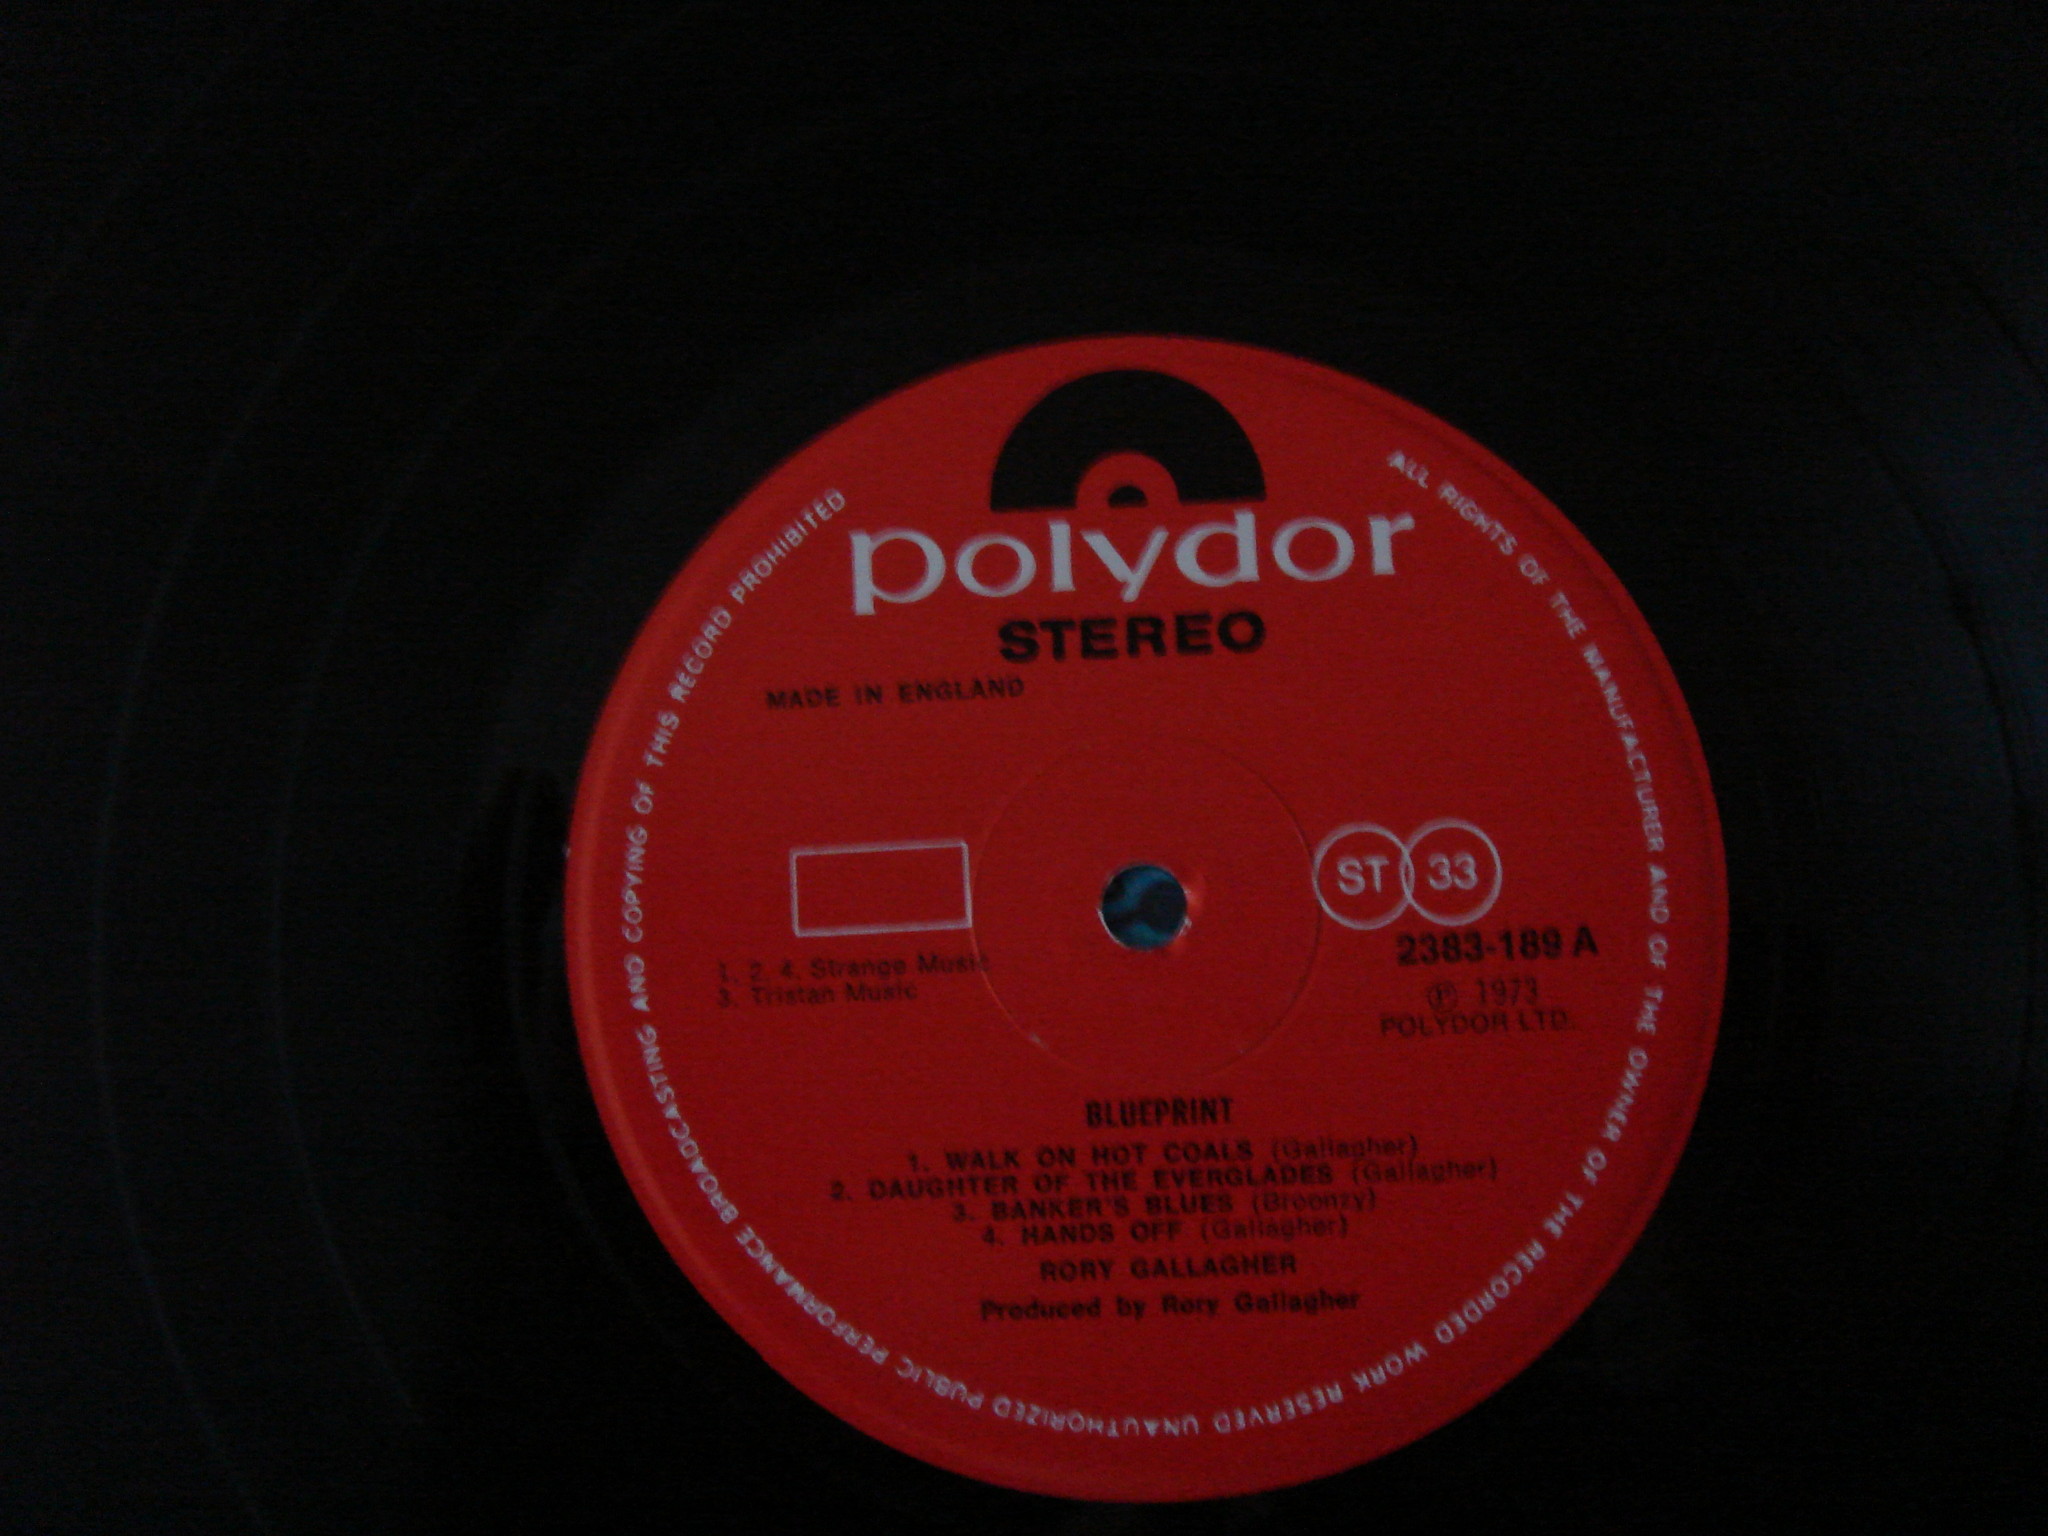 polydor
STEREO
MADE IN ENGLAND
ST 33
2383-189 A
1. 2. 4. Strange Music
3. Tristan Music
℗ 1973
POLYDOR LTD.
BLUEPRINT
1. WALK ON HOT COALS (Gallagher)
2. DAUGHTER OF THE EVERGLADES (Gallagher)
3. BANKER'S BLUES (Broonzy)
4. HANDS OFF (Gallagher)
RORY GALLAGHER
Produced by Rory Gallagher
ALL RIGHTS OF THE MANUFACTURER AND OF THE OWNER OF THE RECORDED WORK RESERVED UNAUTHORIZED PUBLIC PERFORMANCE BROADCASTING AND COPYING OF THIS RECORD PROHIBITED